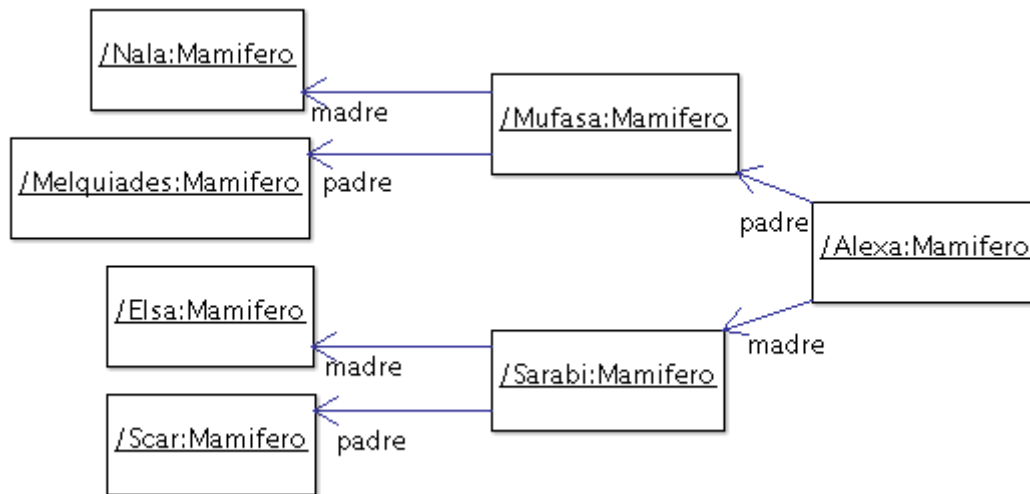 /Nala:Mamifero
madre
/Mufasa:Mamifero
/Melquiades:Mamifero
padre
padre
/Alexa:Mamifero
/Elsa:Mamifero
madre
madre
/Sarabi:Mamifero
/Scar:Mamifero
padre